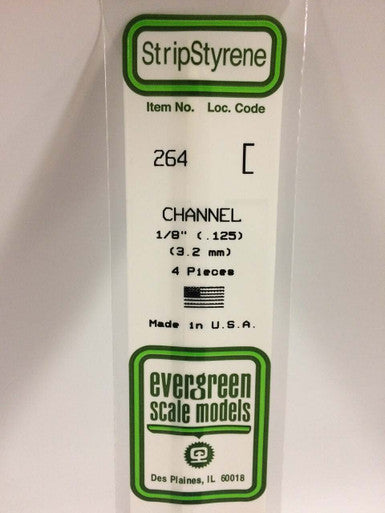 StripStyrene
Item No. Loc. Code
264 [
CHANNEL
1/8" (.125)
(3.2 mm)
4 Pieces
Made in U.S.A.
evergreen
scale models
Des Plaines, IL 60018